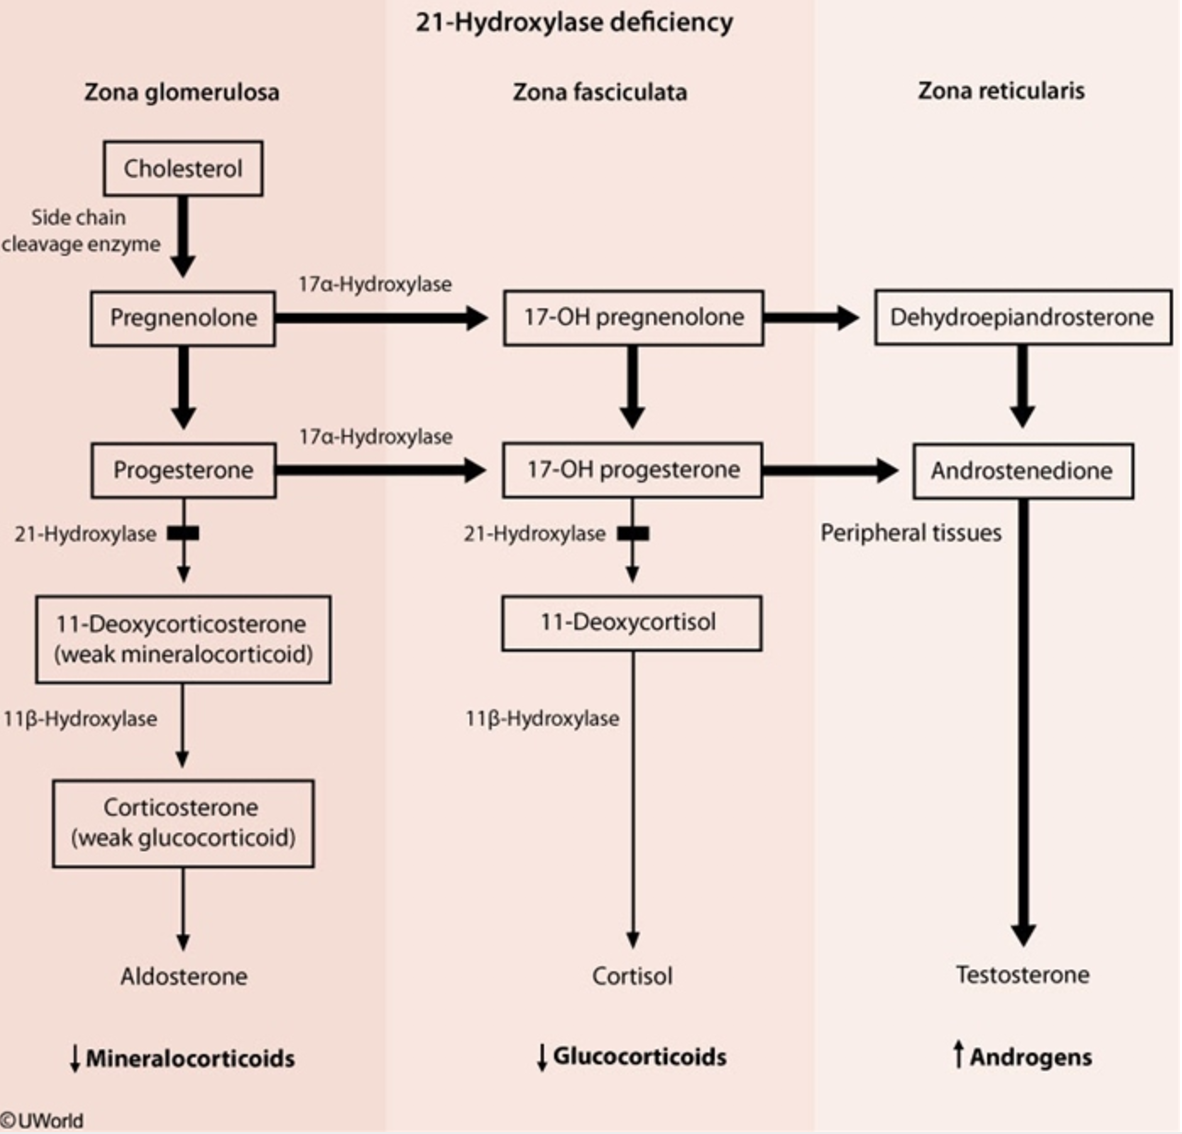 21-Hydroxylase deficiency
Zona glomerulosa
Zona fasciculata
Zona reticularis
Cholesterol
Side chain
cleavage enzyme
17α-Hydroxylase
Pregnenolone
17-OH pregnenolone
Dehydroepiandrosterone
17α-Hydroxylase
Progesterone
17-OH progesterone
Androstenedione
21-Hydroxylase
21-Hydroxylase
Peripheral tissues
11-Deoxycorticosterone
(weak mineralocorticoid)
11-Deoxycortisol
11β-Hydroxylase
11β-Hydroxylase
Corticosterone
(weak glucocorticoid)
Aldosterone
Cortisol
Testosterone
↓ Mineralocorticoids
↓ Glucocorticoids
↑ Androgens
©UWorld